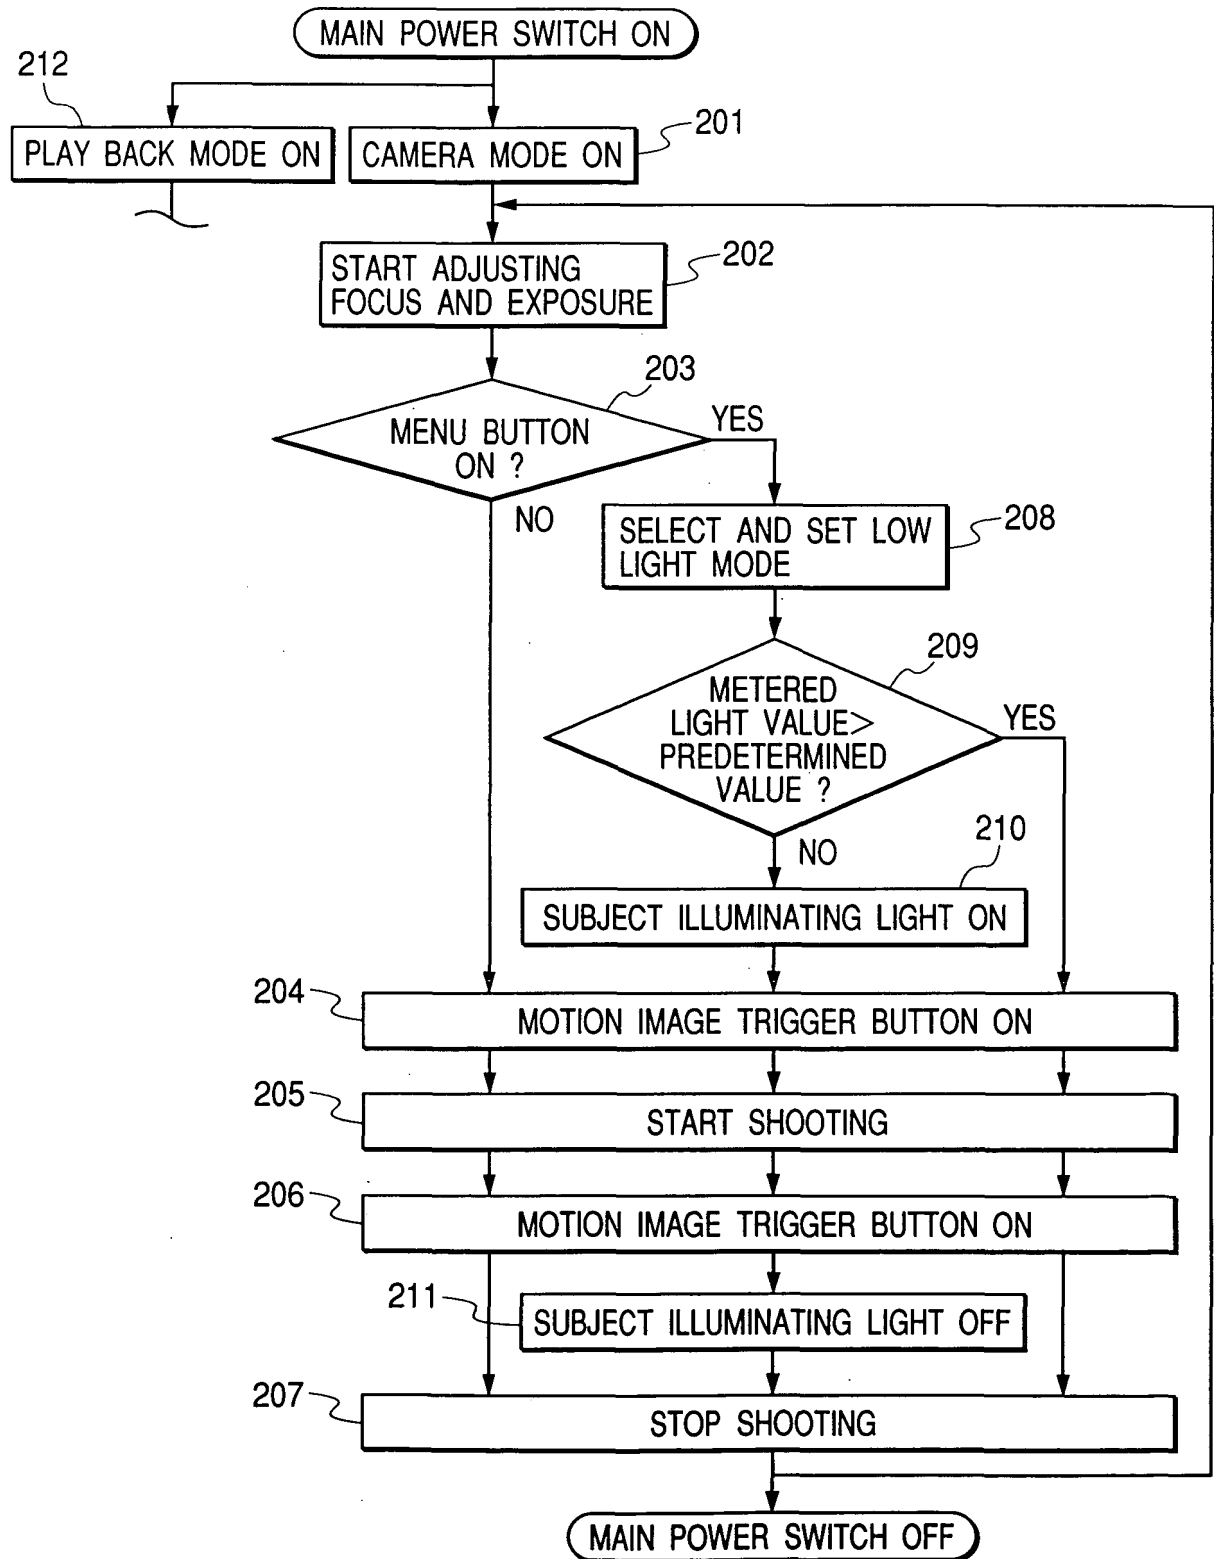 MAIN POWER SWITCH ON
212
PLAY BACK MODE ON
CAMERA MODE ON
201
START ADJUSTING
FOCUS AND EXPOSURE
202
203
MENU BUTTON
ON ?
YES
NO
SELECT AND SET LOW
LIGHT MODE
208
209
METERED
LIGHT VALUE>
PREDETERMINED
VALUE ?
YES
NO
210
SUBJECT ILLUMINATING LIGHT ON
204
MOTION IMAGE TRIGGER BUTTON ON
205
START SHOOTING
206
MOTION IMAGE TRIGGER BUTTON ON
211
SUBJECT ILLUMINATING LIGHT OFF
207
STOP SHOOTING
MAIN POWER SWITCH OFF